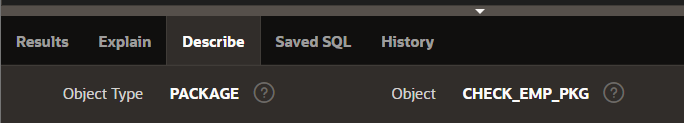 Results Explain Describe Saved SQL History
Object Type PACKAGE ? Object CHECK_EMP_PKG ?